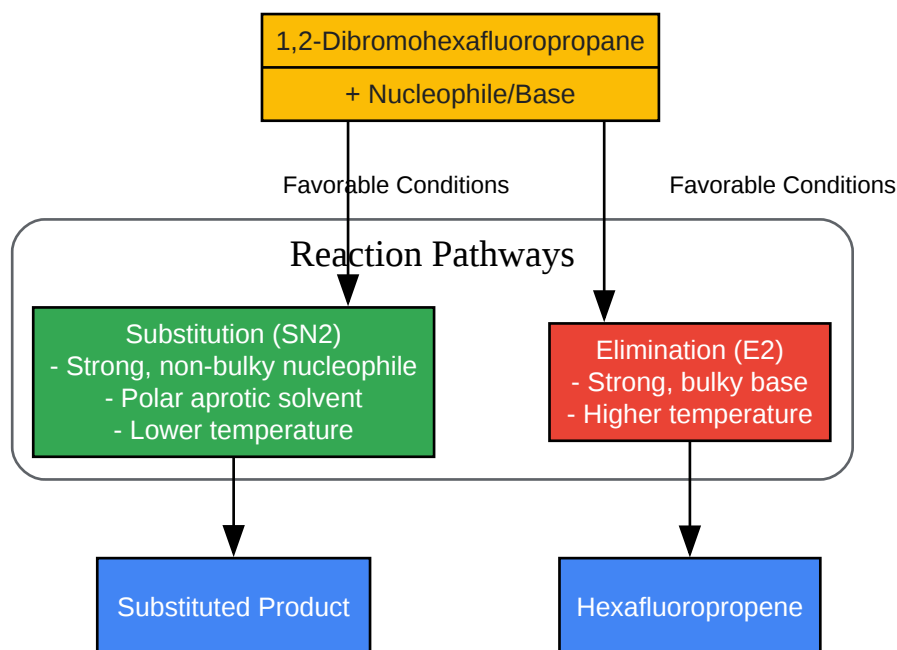 1,2-Dibromohexafluoropropane
+ Nucleophile/Base
Favorable Conditions
Favorable Conditions
Reaction Pathways
Substitution (SN2)
- Strong, non-bulky nucleophile
- Polar aprotic solvent
- Lower temperature
Elimination (E2)
- Strong, bulky base
- Higher temperature
Substituted Product
Hexafluoropropene